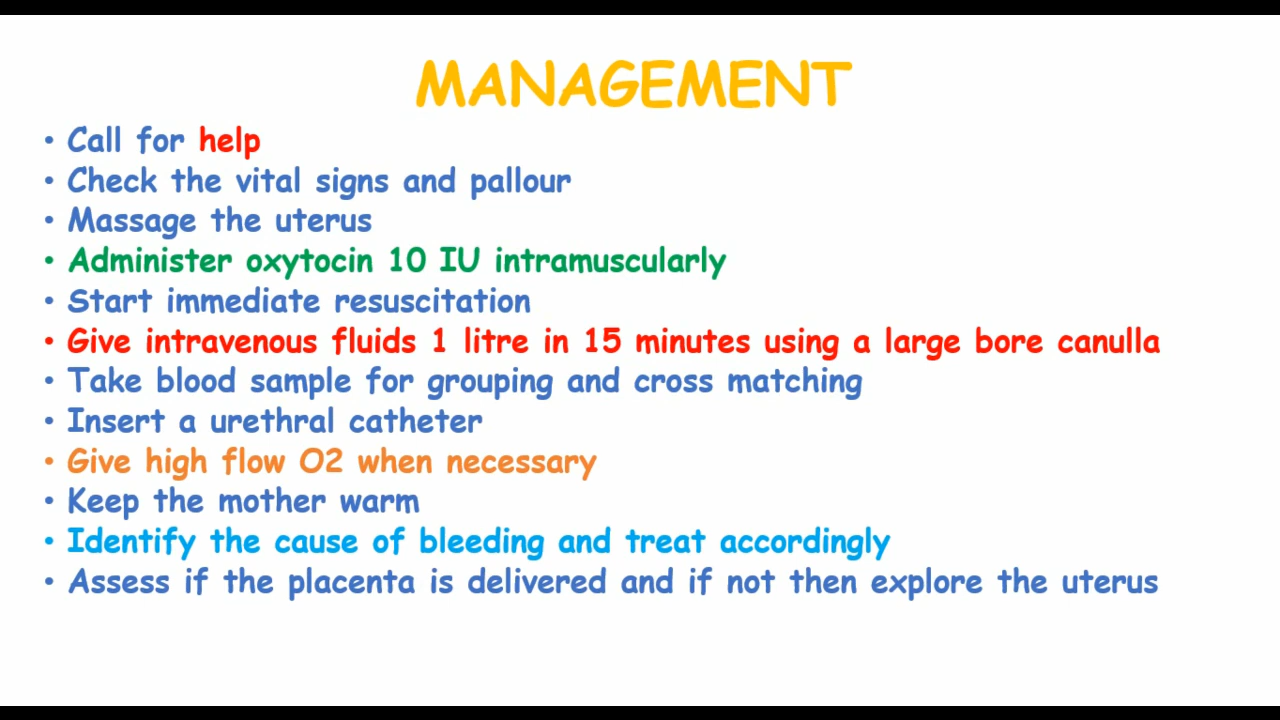 MANAGEMENT
• Call for help
• Check the vital signs and pallour
• Massage the uterus
• Administer oxytocin 10 IU intramuscularly
• Start immediate resuscitation
• Give intravenous fluids 1 litre in 15 minutes using a large bore canulla
• Take blood sample for grouping and cross matching
• Insert a urethral catheter
• Give high flow O2 when necessary
• Keep the mother warm
• Identify the cause of bleeding and treat accordingly
• Assess if the placenta is delivered and if not then explore the uterus